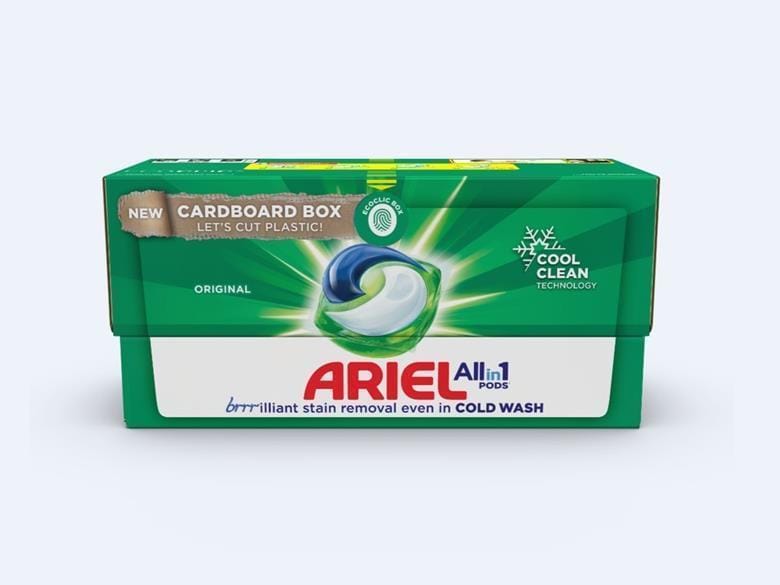 NEW
CARDBOARD BOX
LET'S CUT PLASTIC!
ECOCLIC BOX
ORIGINAL
COOL
CLEAN
TECHNOLOGY
ARIEL All in 1
PODS
brrrilliant stain removal even in COLD WASH